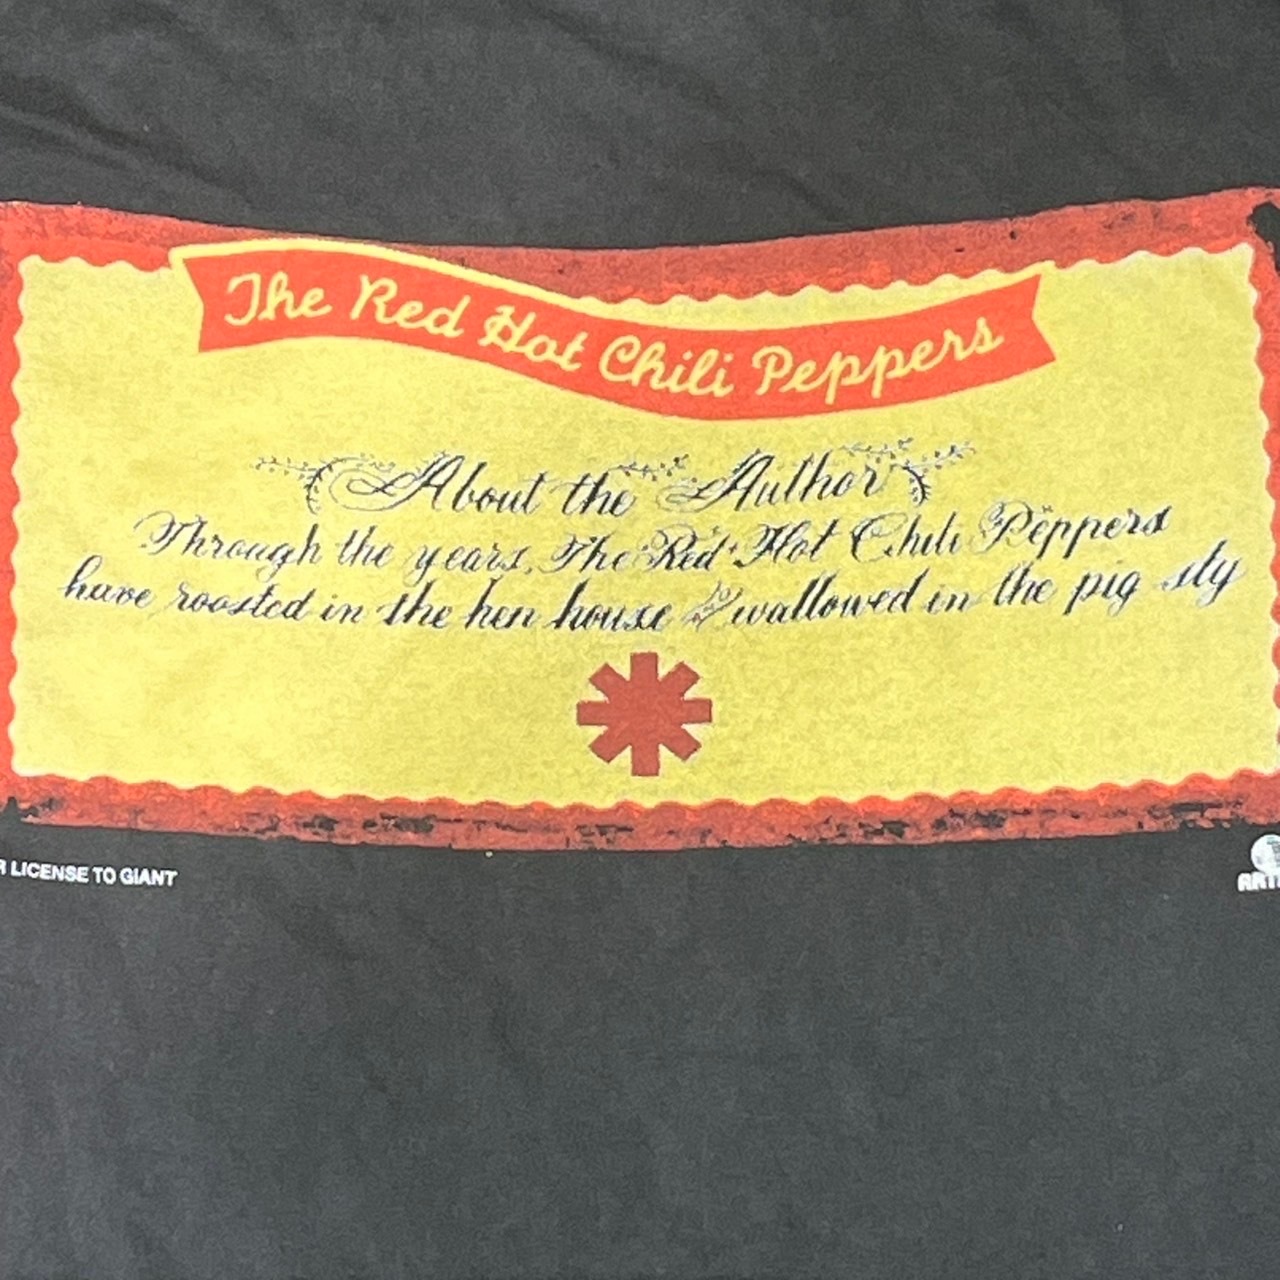 The Red Hot Chili Peppers
About the Author
Through the years, The Red Hot Chili Peppers
have roosted in the hen house & wallowed in the pig sty
LICENSE TO GIANT